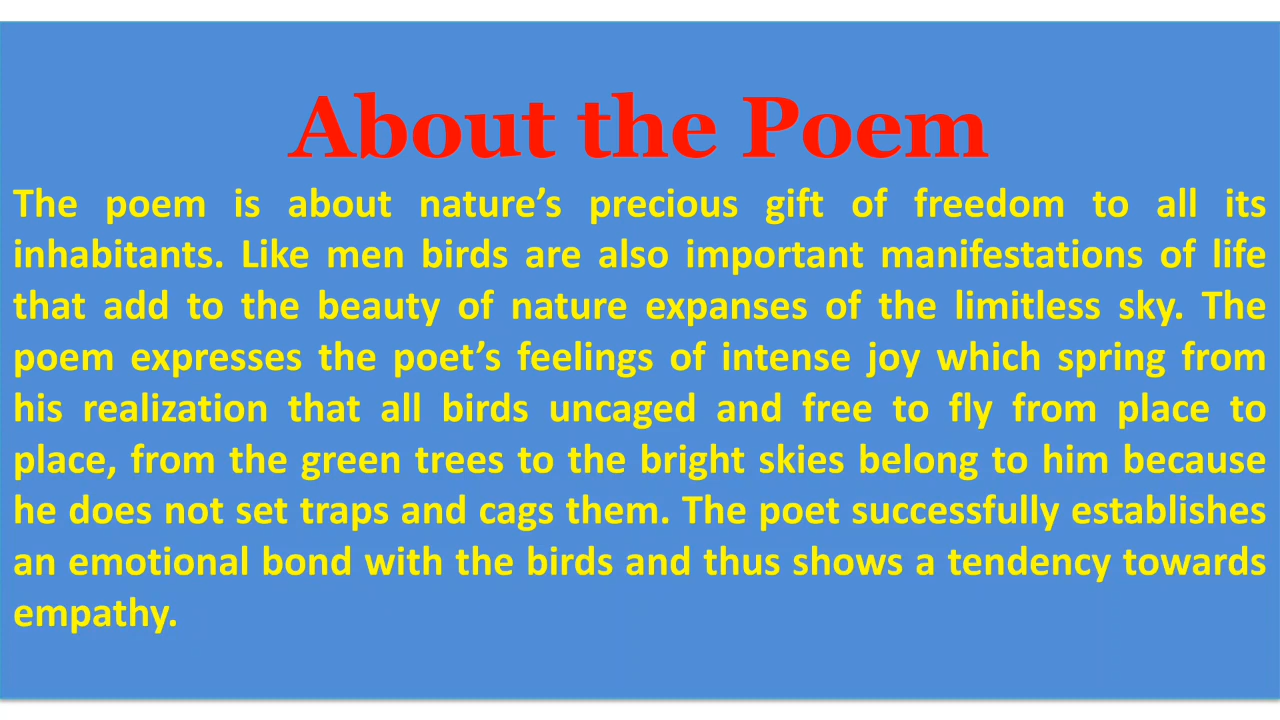 About the Poem
The poem is about nature’s precious gift of freedom to all its
inhabitants. Like men birds are also important manifestations of life
that add to the beauty of nature expanses of the limitless sky. The
poem expresses the poet’s feelings of intense joy which spring from
his realization that all birds uncaged and free to fly from place to
place, from the green trees to the bright skies belong to him because
he does not set traps and cags them. The poet successfully establishes
an emotional bond with the birds and thus shows a tendency towards
empathy.